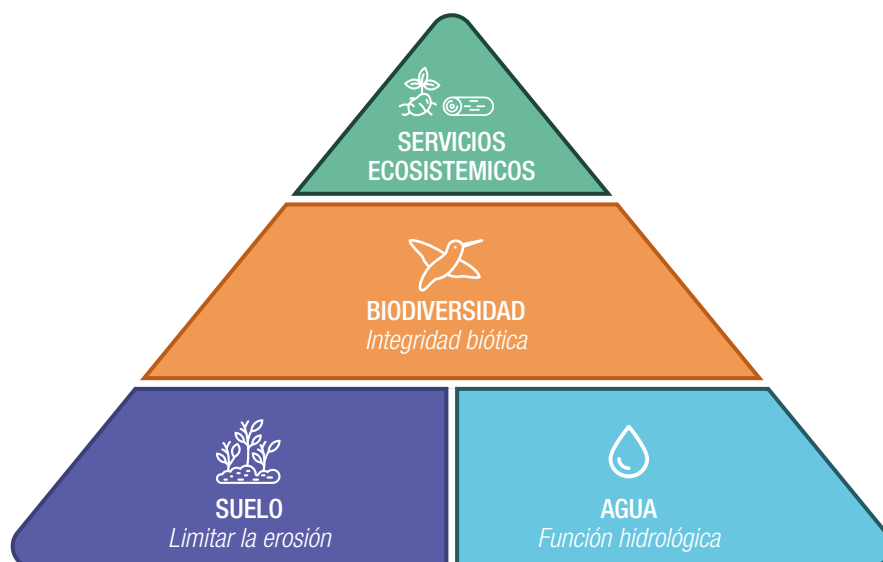 SERVICIOS
ECOSISTEMICOS
BIODIVERSIDAD
Integridad biótica
SUELO
Limitar la erosión
AGUA
Función hidrológica